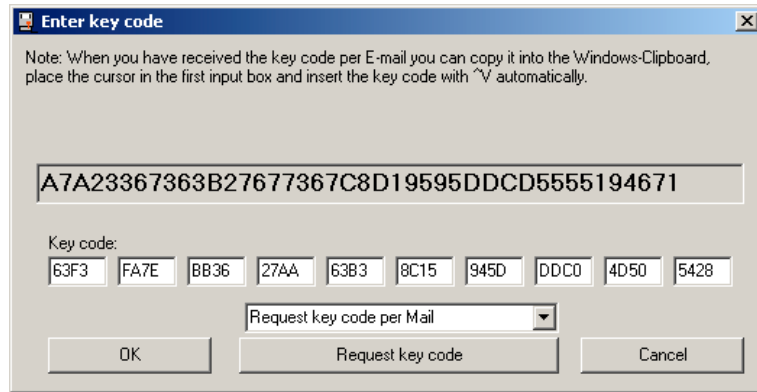 Enter key code
Note: When you have received the key code per E-mail you can copy it into the Windows-Clipboard,
place the cursor in the first input box and insert the key code with ^V automatically.
A7A23367363B27677367C8D19595DDCD5555194671
Key code:
63F3 FA7E BB36 27AA 63B3 8C15 945D DDC0 4D50 5428
Request key code per Mail
OK Request key code Cancel